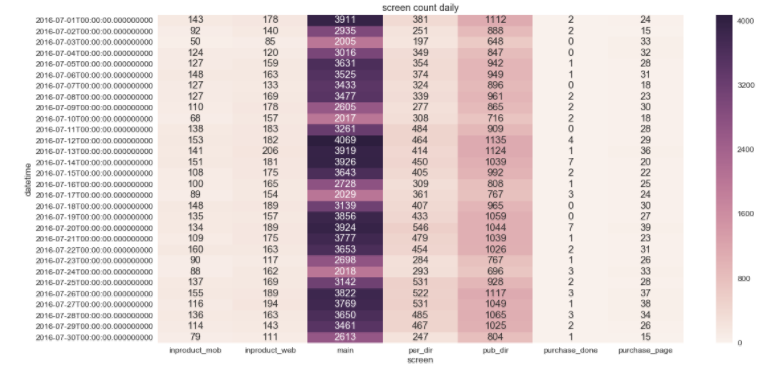 screen count daily
2016-07-01T00:00:00.000000000 143 178 3911 381 1112 2 24
2016-07-02T00:00:00.000000000 92 140 2935 251 888 2 15
2016-07-03T00:00:00.000000000 50 85 2005 197 648 0 33
2016-07-04T00:00:00.000000000 124 120 3016 349 847 0 32
2016-07-05T00:00:00.000000000 127 159 3631 354 942 1 28
2016-07-06T00:00:00.000000000 148 163 3525 374 949 1 31
2016-07-07T00:00:00.000000000 127 133 3433 324 896 0 18
2016-07-08T00:00:00.000000000 127 169 3477 339 961 2 23
2016-07-09T00:00:00.000000000 110 178 2605 277 865 2 30
2016-07-10T00:00:00.000000000 68 157 2017 308 716 2 18
2016-07-11T00:00:00.000000000 138 183 3261 484 909 0 28
2016-07-12T00:00:00.000000000 153 182 4069 464 1135 4 29
2016-07-13T00:00:00.000000000 141 206 3919 414 1124 1 36
2016-07-14T00:00:00.000000000 151 181 3926 450 1039 7 20
2016-07-15T00:00:00.000000000 108 175 3643 405 992 2 22
2016-07-16T00:00:00.000000000 100 165 2728 309 808 1 25
2016-07-17T00:00:00.000000000 89 154 2029 361 767 3 24
2016-07-18T00:00:00.000000000 148 189 3139 407 965 0 30
2016-07-19T00:00:00.000000000 135 157 3856 433 1059 0 27
2016-07-20T00:00:00.000000000 134 189 3924 546 1044 7 39
2016-07-21T00:00:00.000000000 109 175 3777 479 1039 1 23
2016-07-22T00:00:00.000000000 160 163 3653 454 1026 2 31
2016-07-23T00:00:00.000000000 90 117 2698 284 767 1 26
2016-07-24T00:00:00.000000000 88 162 2018 293 696 3 33
2016-07-25T00:00:00.000000000 137 169 3142 531 928 2 28
2016-07-26T00:00:00.000000000 155 189 3822 522 1117 3 37
2016-07-27T00:00:00.000000000 116 194 3769 531 1049 1 38
2016-07-28T00:00:00.000000000 136 163 3650 485 1065 3 34
2016-07-29T00:00:00.000000000 114 143 3461 467 1025 2 26
2016-07-30T00:00:00.000000000 79 111 2613 247 804 1 15
inproduct_mob inproduct_web main per_dir pub_dir purchase_done purchase_page
screen
datetime
4000
3200
2400
1600
800
0